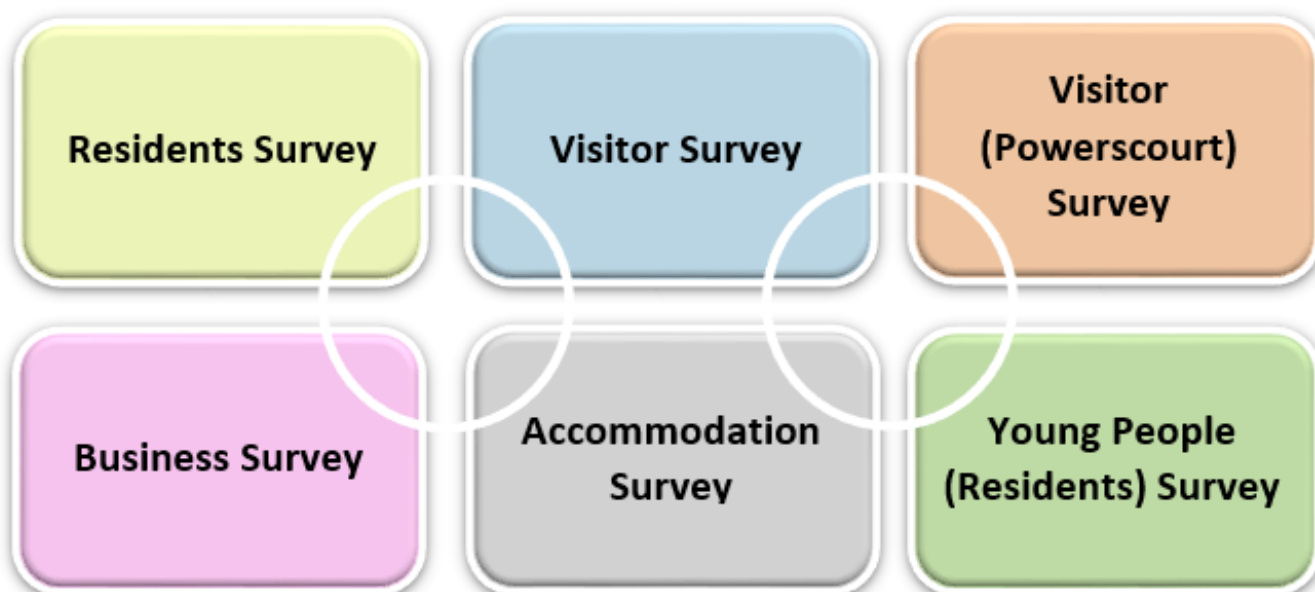 Residents Survey
Visitor Survey
Visitor
(Powerscourt)
Survey
Business Survey
Accommodation
Survey
Young People
(Residents) Survey